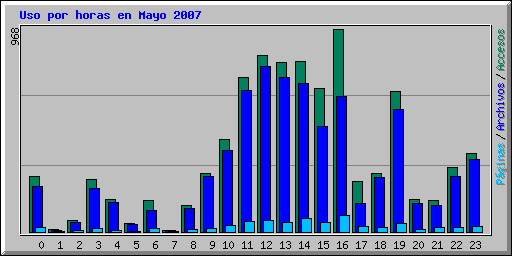 Uso por horas en Mayo 2007
968
Páginas / Archivos / Accesos
0 1 2 3 4 5 6 7 8 9 10 11 12 13 14 15 16 17 18 19 20 21 22 23